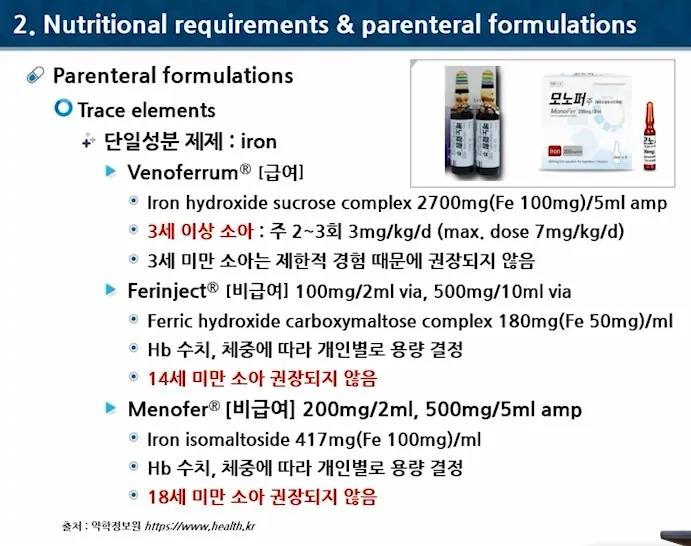 2. Nutritional requirements & parenteral formulations
Parenteral formulations
Trace elements
단일성분 제제 : iron
모노퍼주
MonoFer 200mg/2ml
iron
Venoferrum® [급여]
Iron hydroxide sucrose complex 2700mg(Fe 100mg)/5ml amp
3세 이상 소아 : 주 2~3회 3mg/kg/d (max. dose 7mg/kg/d)
3세 미만 소아는 제한적 경험 때문에 권장되지 않음
Ferinject® [비급여] 100mg/2ml via, 500mg/10ml via
Ferric hydroxide carboxymaltose complex 180mg(Fe 50mg)/ml
Hb 수치, 체중에 따라 개인별로 용량 결정
14세 미만 소아 권장되지 않음
Menofer® [비급여] 200mg/2ml, 500mg/5ml amp
Iron isomaltoside 417mg(Fe 100mg)/ml
Hb 수치, 체중에 따라 개인별로 용량 결정
18세 미만 소아 권장되지 않음
출처 : 약학정보원 https://www.health.kr